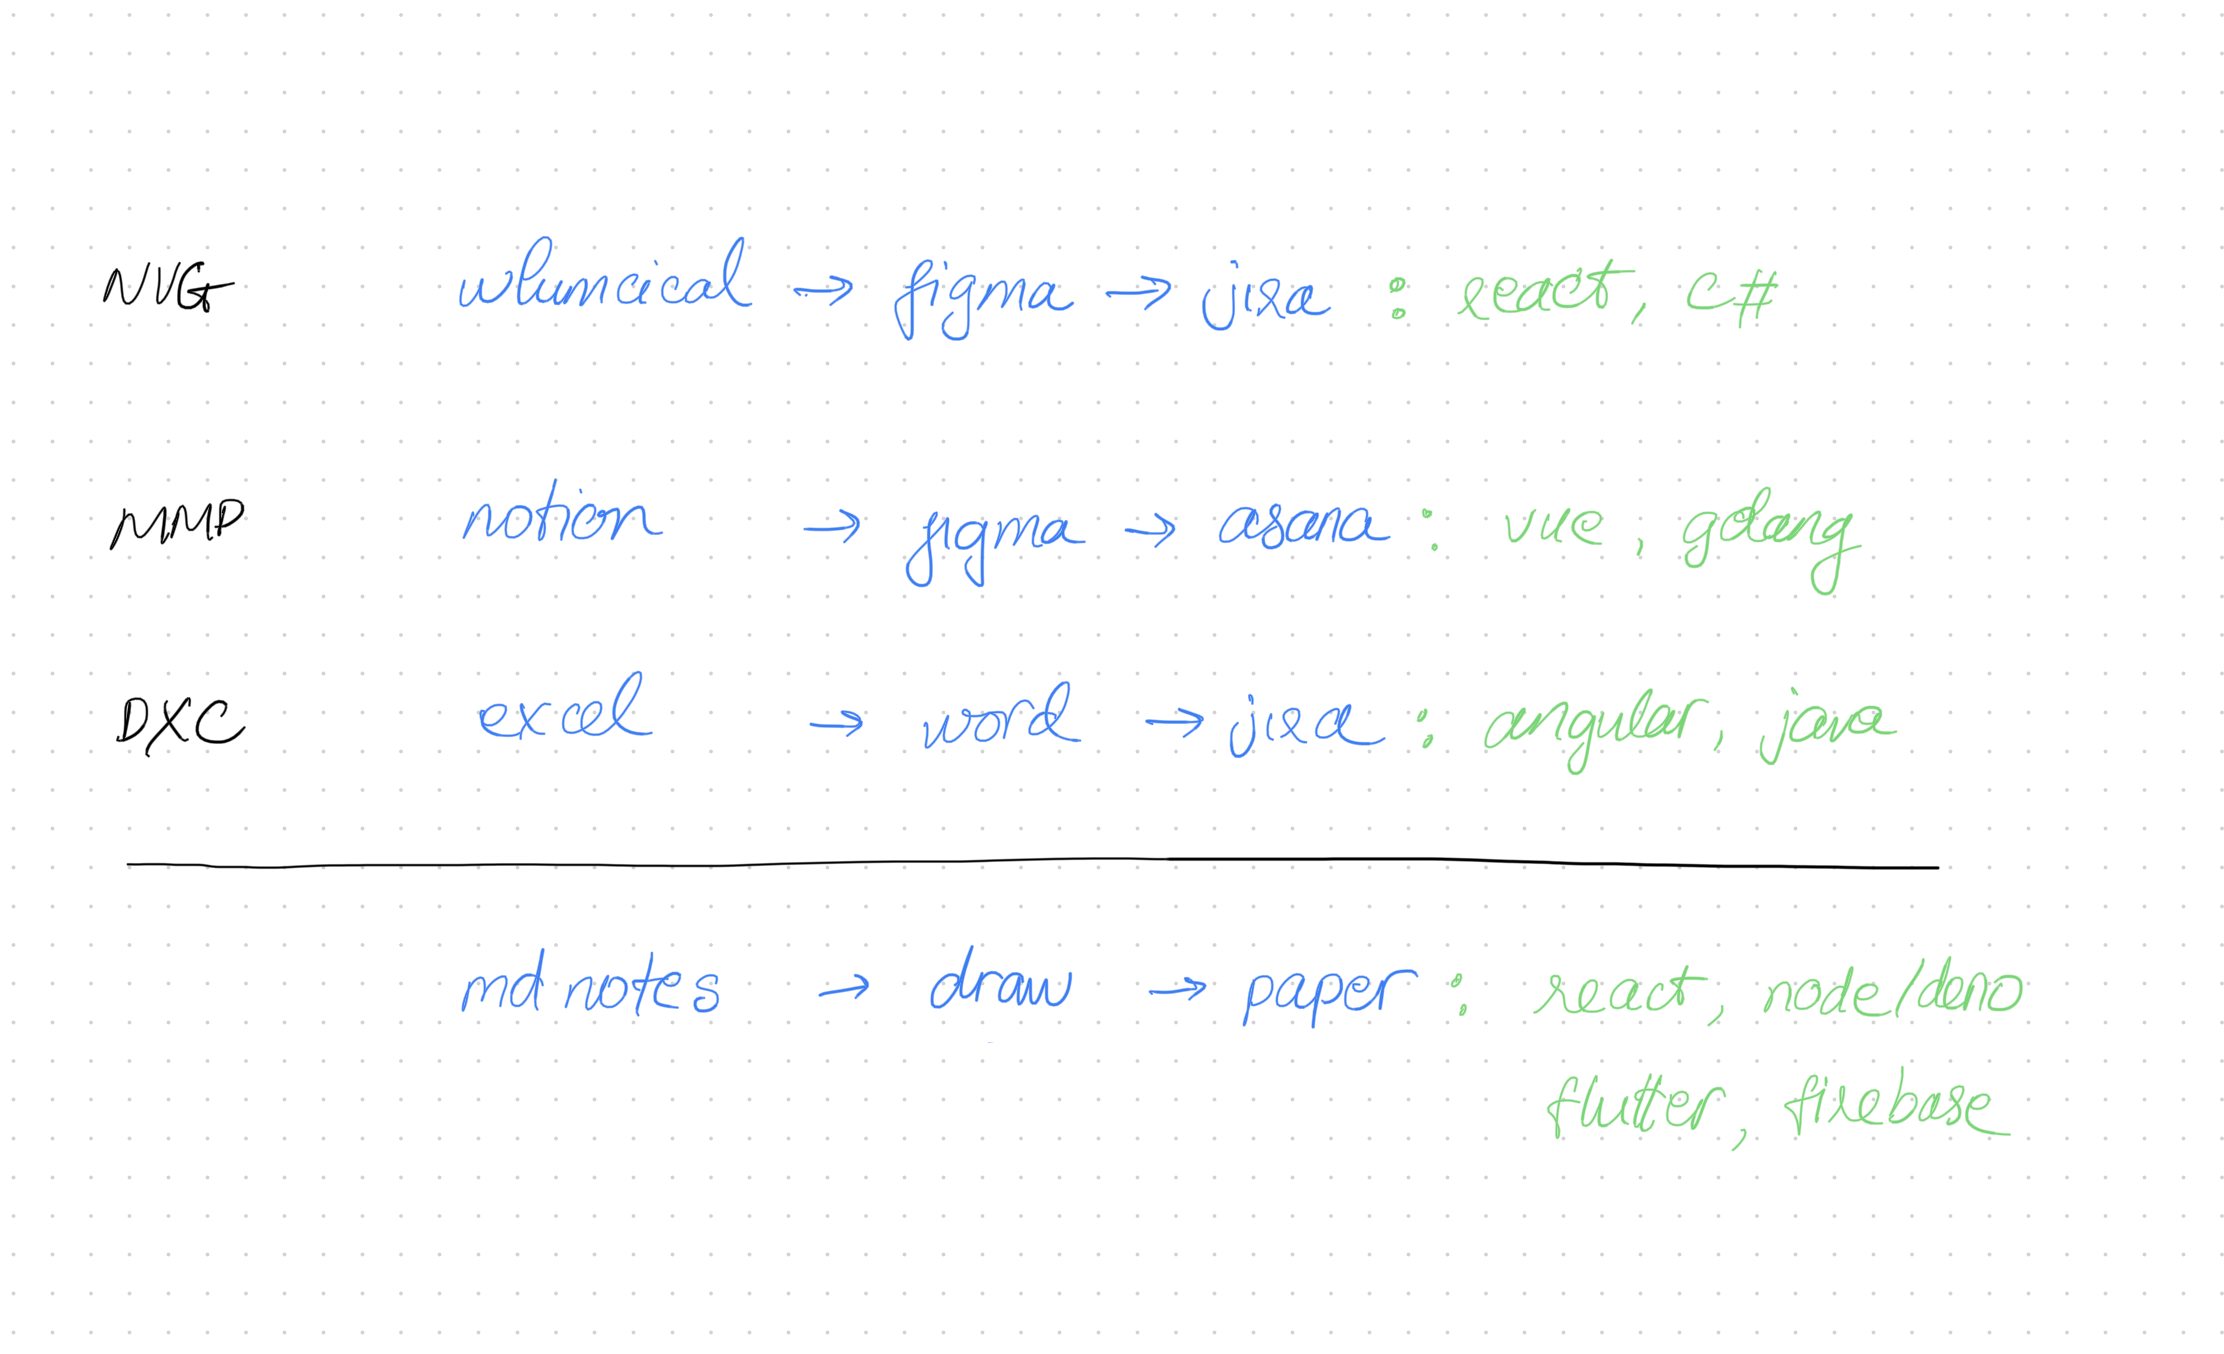 NVG whimsical → figma → jira : react, c#
MMP notion → figma → asana : vue, golang
DXC excel → word → jira : angular, java
md notes → draw → paper : react, node/deno
flutter, firebase